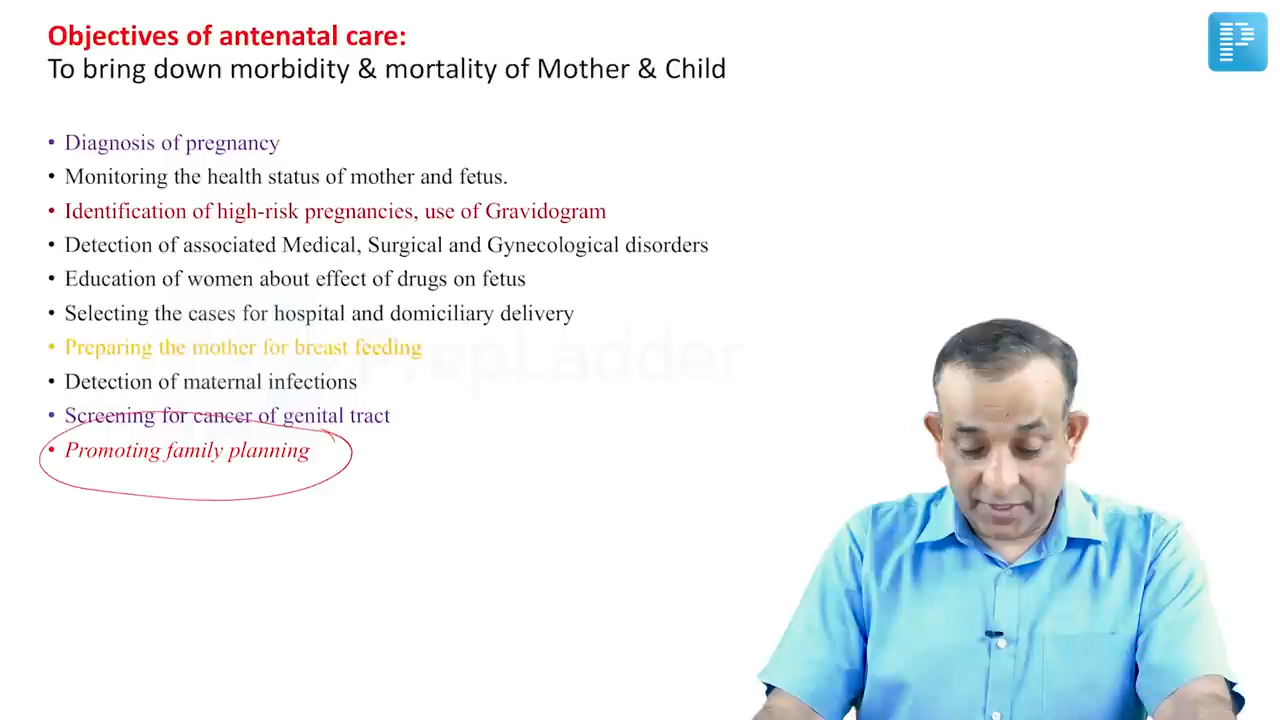 Objectives of antenatal care:
To bring down morbidity & mortality of Mother & Child
• Diagnosis of pregnancy
• Monitoring the health status of mother and fetus.
• Identification of high-risk pregnancies, use of Gravidogram
• Detection of associated Medical, Surgical and Gynecological disorders
• Education of women about effect of drugs on fetus
• Selecting the cases for hospital and domiciliary delivery
• Preparing the mother for breast feeding
PrepLadder
• Detection of maternal infections
• Screening for cancer of genital tract
• Promoting family planning